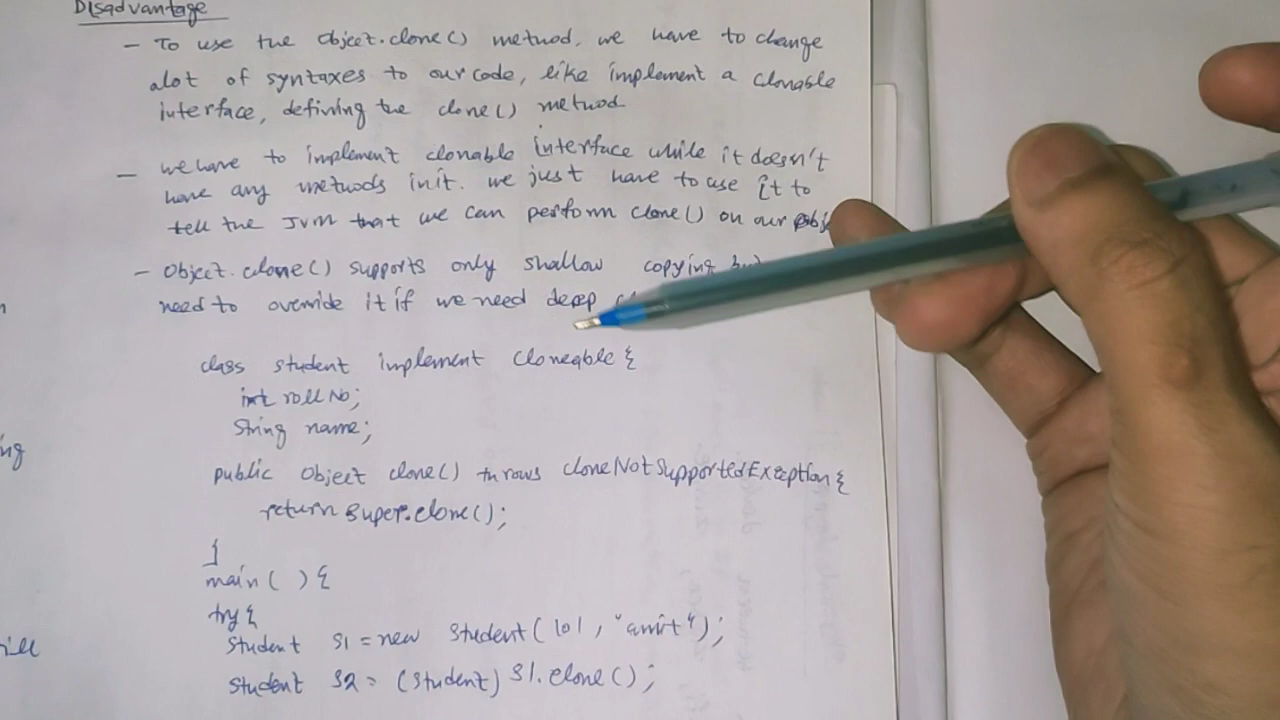 Disadvantage
- To use the Object.clone() method, we have to change
alot of syntaxes to our code, like implement a clonable
interface, defining the clone() method
- we have to implement clonable interface while it doesn't
have any methods init. we just have to use it to
tell the JVM that we can perform clone() on our obj
- Object.clone() supports only shallow copying
need to override it if we need deep
class student implement Cloneable {
int rollNo;
String name;
public Object clone() throws cloneNotSupportedException {
return super.clone();
}
main( ) {
try {
student s1 = new student( 101, "amit");
student s2 = (student) s1.clone();